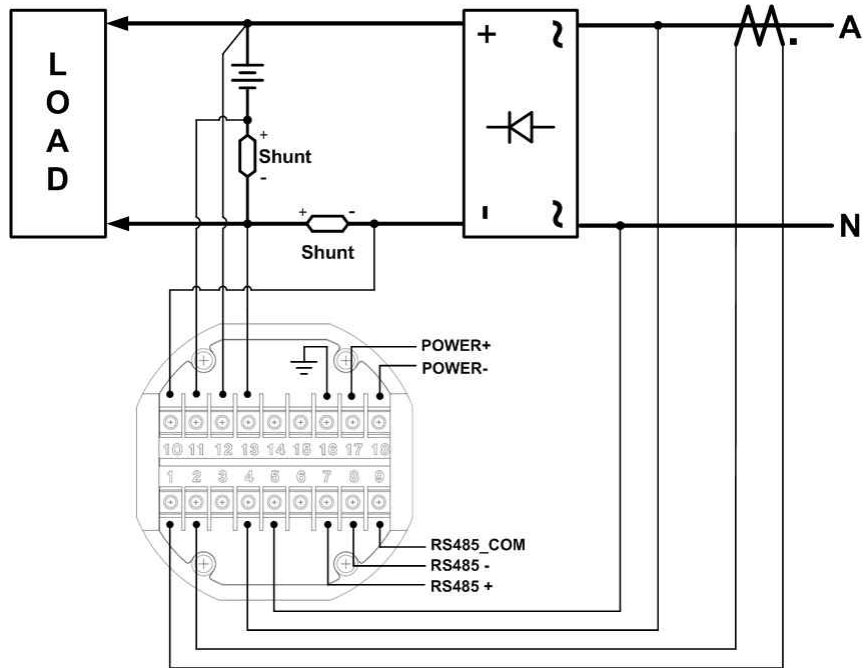 L
O
A
D
+
-
~
~
A
N
+
Shunt
-
+
-
Shunt
POWER+
POWER-
10 11 12 13 14 15 16 17 18
1 2 3 4 5 6 7 8 9
RS485_COM
RS485 -
RS485 +